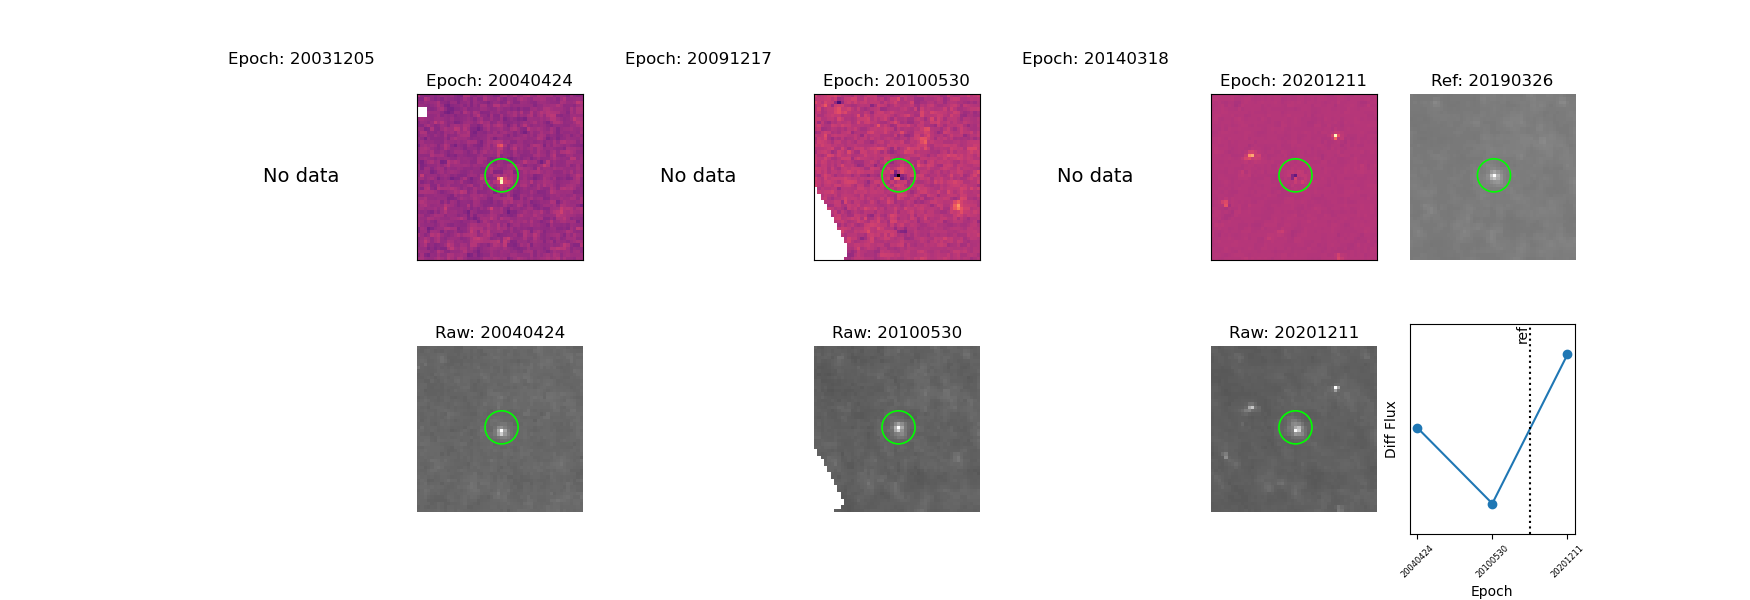 Epoch: 20031205
Epoch: 20091217
Epoch: 20140318
Epoch: 20040424
Epoch: 20100530
Epoch: 20201211
Ref: 20190326
No data
No data
No data
Raw: 20040424
Raw: 20100530
Raw: 20201211
ref
Diff Flux
20040424
20100530
20201211
Epoch